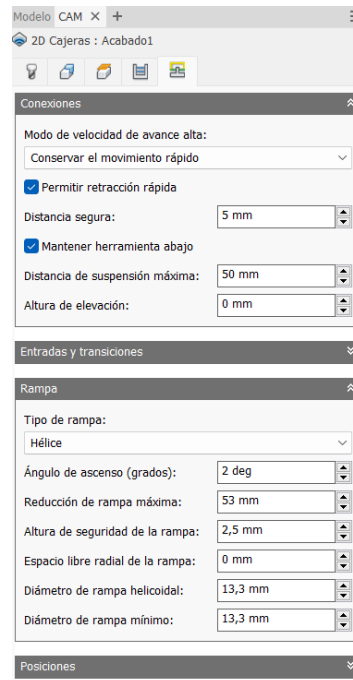 Modelo CAM × +
2D Cajeras : Acabado1
Conexiones
Modo de velocidad de avance alta:
Conservar el movimiento rápido
Permitir retracción rápida
Distancia segura: 5 mm
Mantener herramienta abajo
Distancia de suspensión máxima: 50 mm
Altura de elevación: 0 mm
Entradas y transiciones
Rampa
Tipo de rampa:
Hélice
Ángulo de ascenso (grados): 2 deg
Reducción de rampa máxima: 53 mm
Altura de seguridad de la rampa: 2,5 mm
Espacio libre radial de la rampa: 0 mm
Diámetro de rampa helicoidal: 13,3 mm
Diámetro de rampa mínimo: 13,3 mm
Posiciones